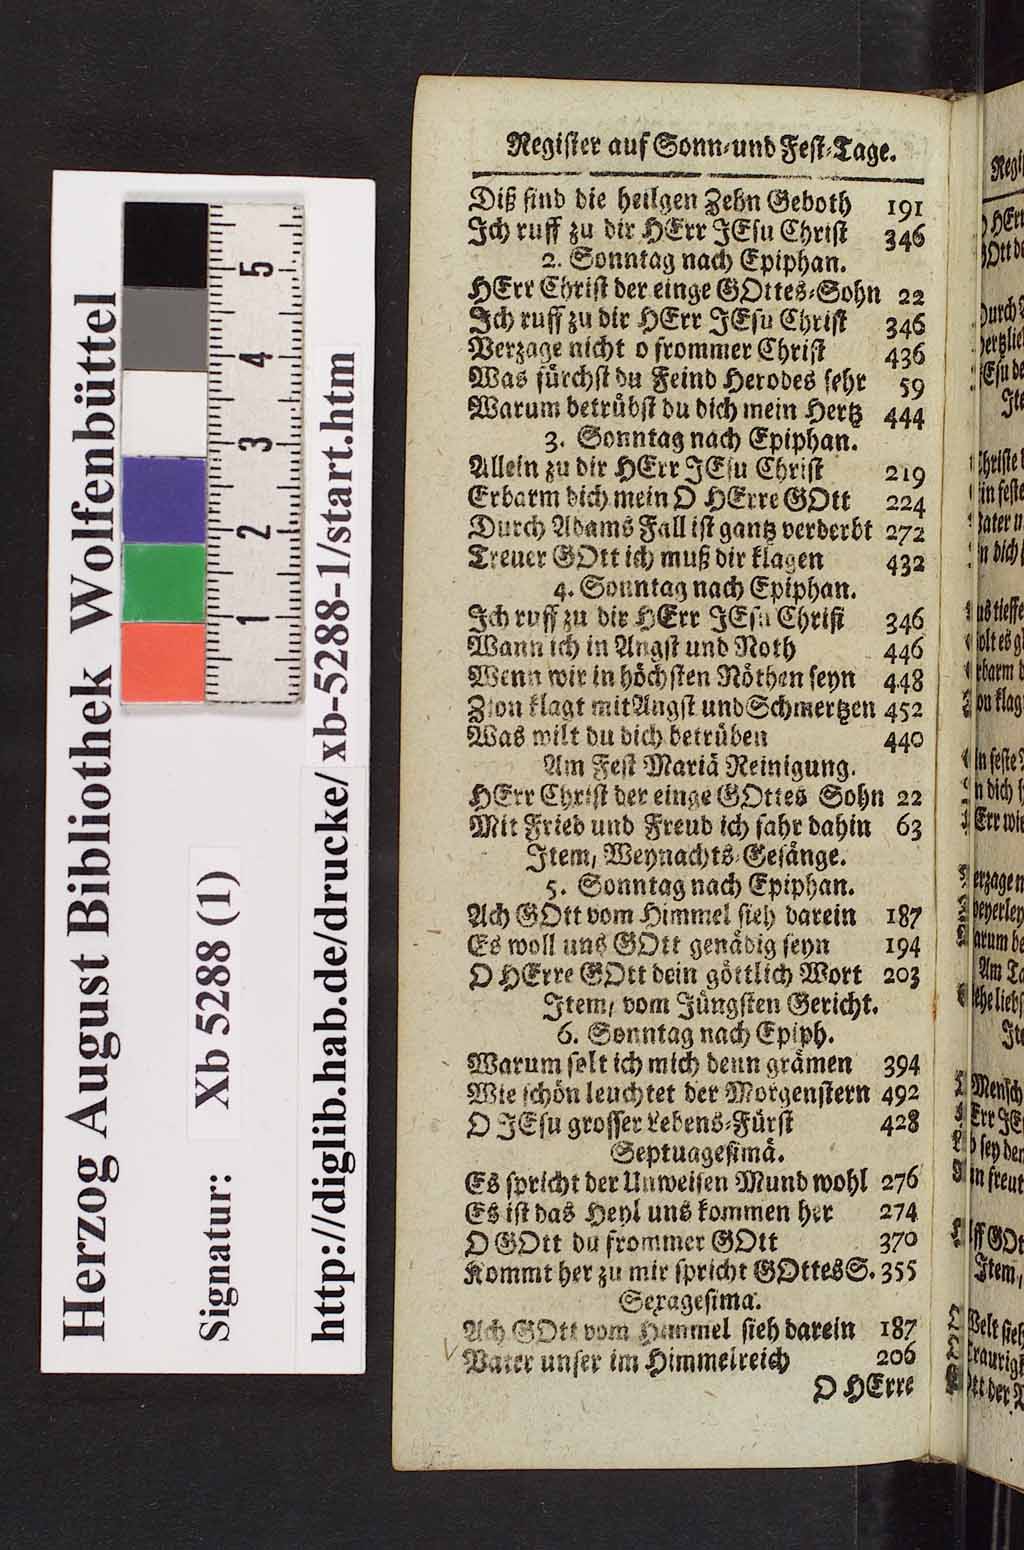 Herzog August Bibliothek Wolfenbüttel
Signatur: Xb 5288 (1)
http://diglib.hab.de/drucke/xb-5288-1/start.htm
5
4
3
2
1
Register auf Sonn-und Fest-Tage.
Diß sind die heilgen Zehn Geboth 191
Ich ruff zu dir HErr JEsu Christ 346
2. Sonntag nach Epiphan.
HErr Christ der einge GOttes-Sohn 22
Ich ruff zu dir HErr JEsu Christ 346
Verzage nicht o frommer Christ 436
Was fürchst du Feind Herodes sehr 59
Warum betrübst du dich mein Hertz 444
3. Sonntag nach Epiphan.
Allein zu dir HErr JEsu Christ 219
Erbarm dich mein O HErre GOtt 224
Durch Adams Fall ist gantz verderbt 272
Treuer GOtt ich muß dir klagen 432
4. Sonntag nach Epiphan.
Ich ruff zu dir HErr JEsu Christ 346
Wann ich in Angst und Noth 446
Wenn wir in höchsten Nöthen seyn 448
Zion klagt mit Angst und Schmertzen 452
Was wilt du dich betrüben 440
Am Fest Mariä Reinigung.
HErr Christ der einge GOttes Sohn 22
Mit Fried und Freud ich fahr dahin 63
Item, Weynachts-Gesänge.
5. Sonntag nach Epiphan.
Ach GOtt vom Himmel sieh darein 187
Es woll uns GOtt genädig seyn 194
O HErre GOtt dein göttlich Wort 203
Item, vom Jüngsten Gericht.
6. Sonntag nach Epiph.
Warum solt ich mich denn grämen 394
Wie schön leuchtet der Morgenstern 492
O JEsu grosser Lebens-Fürst 428
Septuagesimä.
Es spricht der Unweisen Mund wohl 276
Es ist das Heyl uns kommen her 274
O GOtt du frommer GOtt 370
Kommt her zu mir spricht GOttes S. 355
Sexagesima.
Ach GOtt vom Himmel sieh darein 187
Vater unser im Himmelreich 206
O HErre